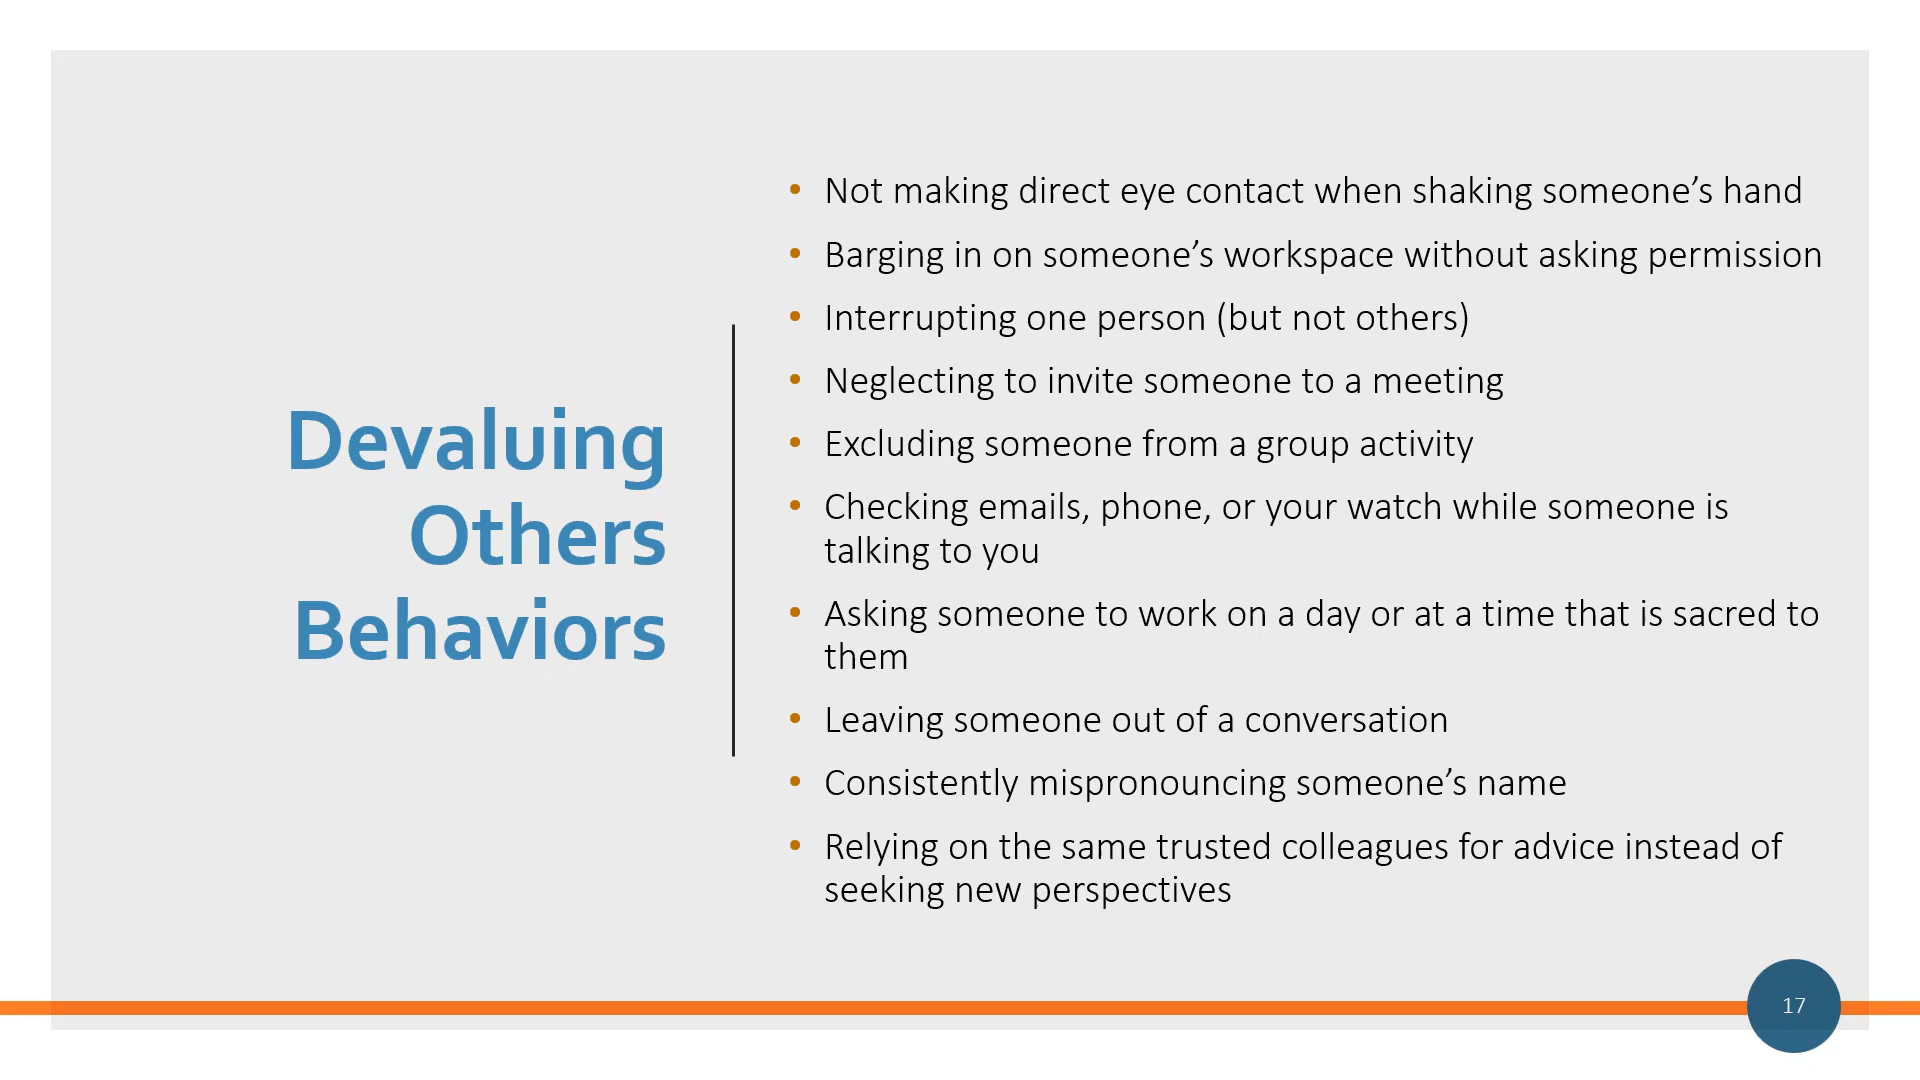 Devaluing
Others
Behaviors
• Not making direct eye contact when shaking someone’s hand
• Barging in on someone’s workspace without asking permission
• Interrupting one person (but not others)
• Neglecting to invite someone to a meeting
• Excluding someone from a group activity
• Checking emails, phone, or your watch while someone is
talking to you
• Asking someone to work on a day or at a time that is sacred to
them
• Leaving someone out of a conversation
• Consistently mispronouncing someone’s name
• Relying on the same trusted colleagues for advice instead of
seeking new perspectives
17